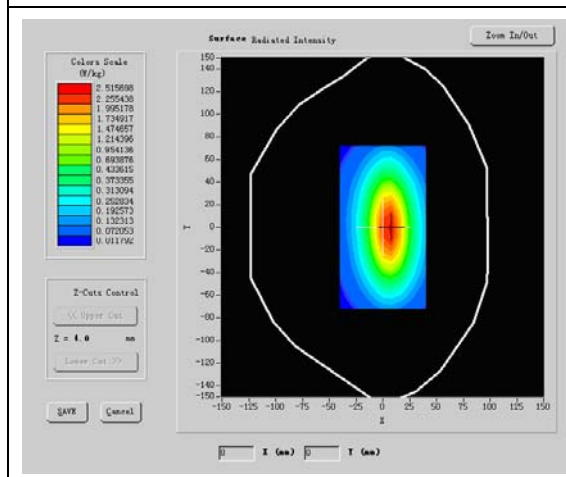 Surface Radiated Intensity
Zoom In/Out
Colors Scale
(W/kg)
2.515698
2.255438
1.995178
1.734917
1.474657
1.214396
0.954136
0.693876
0.433615
0.373355
0.313094
0.252834
0.192573
0.132313
0.072053
0.011792
Z-Cuts Control
<< Upper Cut
Z = 4.0 mm
Lower Cut >>
SAVE
Cancel
150
140
120
100
80
60
40
20
0
-20
-40
-60
-80
-100
-120
-140
-150
Y
-150 -125 -100 -75 -50 -25 0 25 50 75 100 125 150
X
0 X (mm) 0 Y (mm)